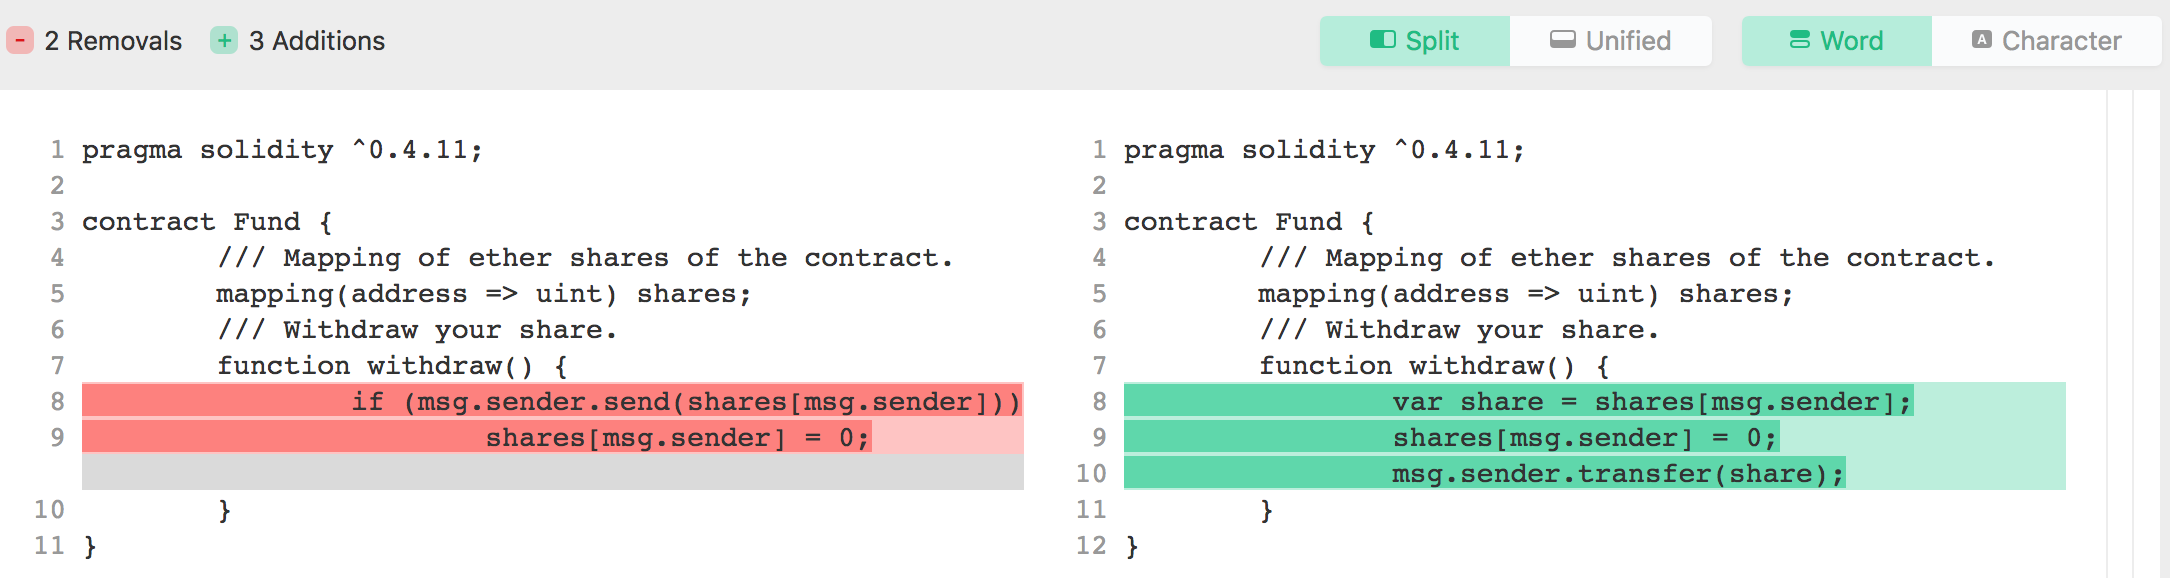 - 2 Removals + 3 Additions Split Unified Word A Character
1 pragma solidity ^0.4.11;
2
3 contract Fund {
4 /// Mapping of ether shares of the contract.
5 mapping(address => uint) shares;
6 /// Withdraw your share.
7 function withdraw() {
8 if (msg.sender.send(shares[msg.sender]))
9 shares[msg.sender] = 0;
10 }
11 }
1 pragma solidity ^0.4.11;
2
3 contract Fund {
4 /// Mapping of ether shares of the contract.
5 mapping(address => uint) shares;
6 /// Withdraw your share.
7 function withdraw() {
8 var share = shares[msg.sender];
9 shares[msg.sender] = 0;
10 msg.sender.transfer(share);
11 }
12 }